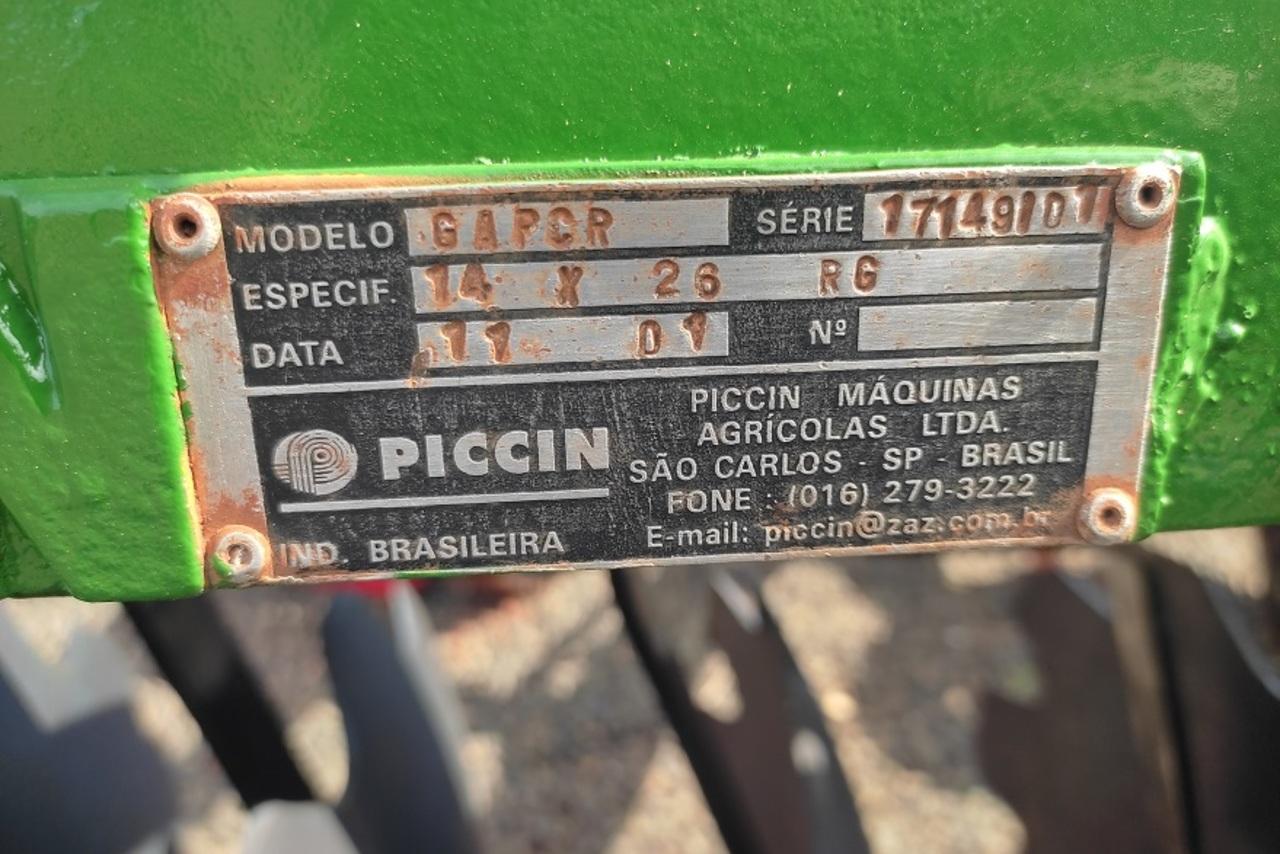 MODELO GAPCR SÉRIE 17149/01
ESPECIF. 14 X 26 RG
DATA 11 01 Nº
PICCIN
IND. BRASILEIRA
PICCIN MÁQUINAS
AGRÍCOLAS LTDA.
SÃO CARLOS - SP - BRASIL
FONE : (016) 279-3222
E-mail: piccin@zaz.com.br